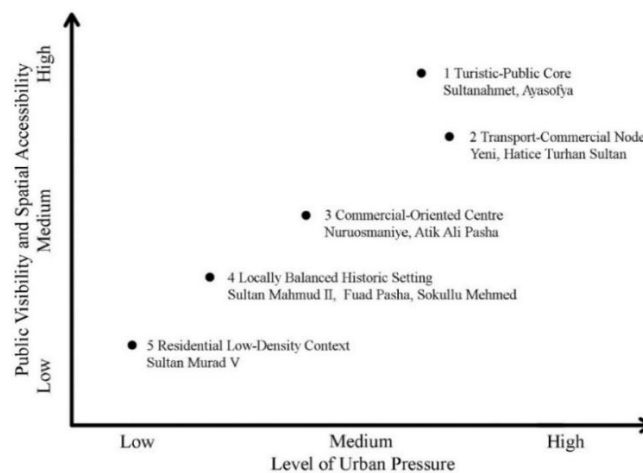 Public Visibility and Spatial Accessibility
High
Medium
Low
1 Turistic-Public Core
Sultanahmet, Ayasofya
2 Transport-Commercial Node
Yeni, Hatice Turhan Sultan
3 Commercial-Oriented Centre
Nuruosmaniye, Atik Ali Pasha
4 Locally Balanced Historic Setting
Sultan Mahmud II, Fuad Pasha, Sokullu Mehmed
5 Residential Low-Density Context
Sultan Murad V
Low
Medium
High
Level of Urban Pressure